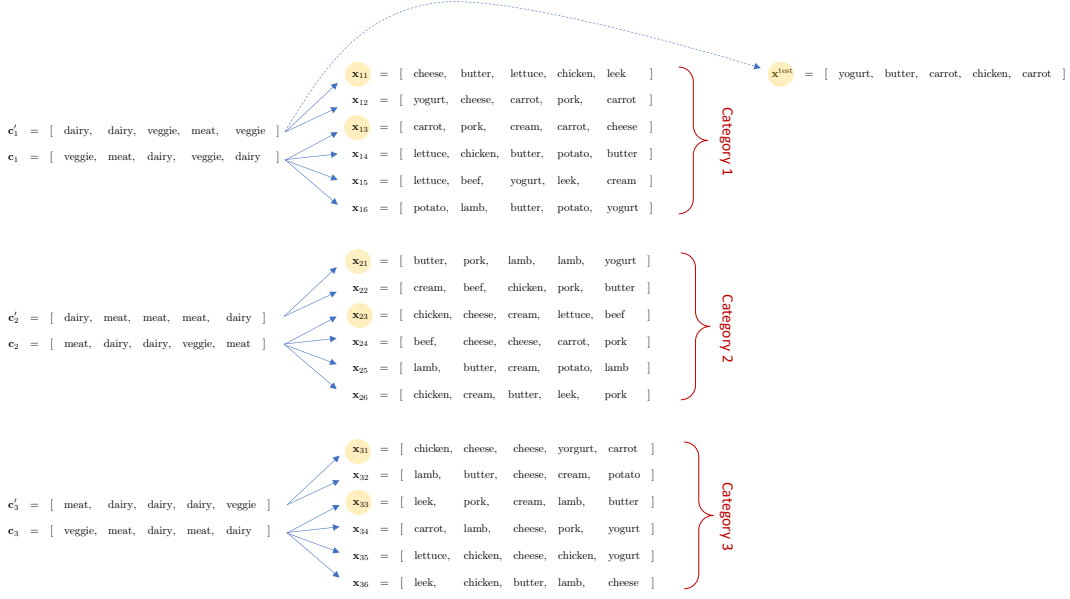 x11 = [ cheese, butter, lettuce, chicken, leek ]
xtest = [ yogurt, butter, carrot, chicken, carrot ]
x12 = [ yogurt, cheese, carrot, pork, carrot ]
c′1 = [ dairy, dairy, veggie, meat, veggie ]
x13 = [ carrot, pork, cream, carrot, cheese ]
c1 = [ veggie, meat, dairy, veggie, dairy ]
x14 = [ lettuce, chicken, butter, potato, butter ]
x15 = [ lettuce, beef, yogurt, leek, cream ]
x16 = [ potato, lamb, butter, potato, yogurt ]
Category 1
x21 = [ butter, pork, lamb, lamb, yogurt ]
x22 = [ cream, beef, chicken, pork, butter ]
c′2 = [ dairy, meat, meat, meat, dairy ]
x23 = [ chicken, cheese, cream, lettuce, beef ]
c2 = [ meat, dairy, dairy, veggie, meat ]
x24 = [ beef, cheese, cheese, carrot, pork ]
x25 = [ lamb, butter, cream, potato, lamb ]
x26 = [ chicken, cream, butter, leek, pork ]
Category 2
x31 = [ chicken, cheese, cheese, yorgurt, carrot ]
x32 = [ lamb, butter, cheese, cream, potato ]
c′3 = [ meat, dairy, dairy, dairy, veggie ]
x33 = [ leek, pork, cream, lamb, butter ]
c3 = [ veggie, meat, dairy, meat, dairy ]
x34 = [ carrot, lamb, cheese, pork, yogurt ]
x35 = [ lettuce, chicken, cheese, chicken, yogurt ]
x36 = [ leek, chicken, butter, lamb, cheese ]
Category 3